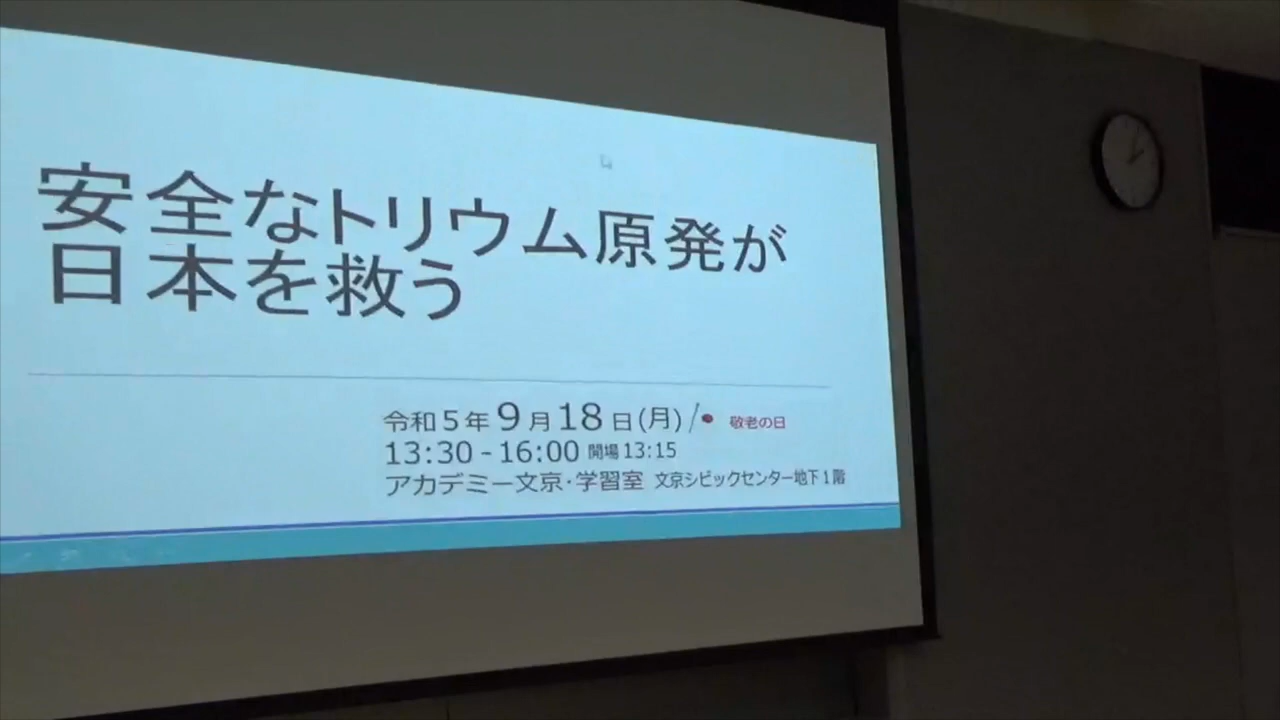 安全なトリウム原発が
日本を救う
令和5年9月18日(月)/ 敬老の日
13:30-16:00 開場13:15
アカデミー文京・学習室 文京シビックセンター地下1階